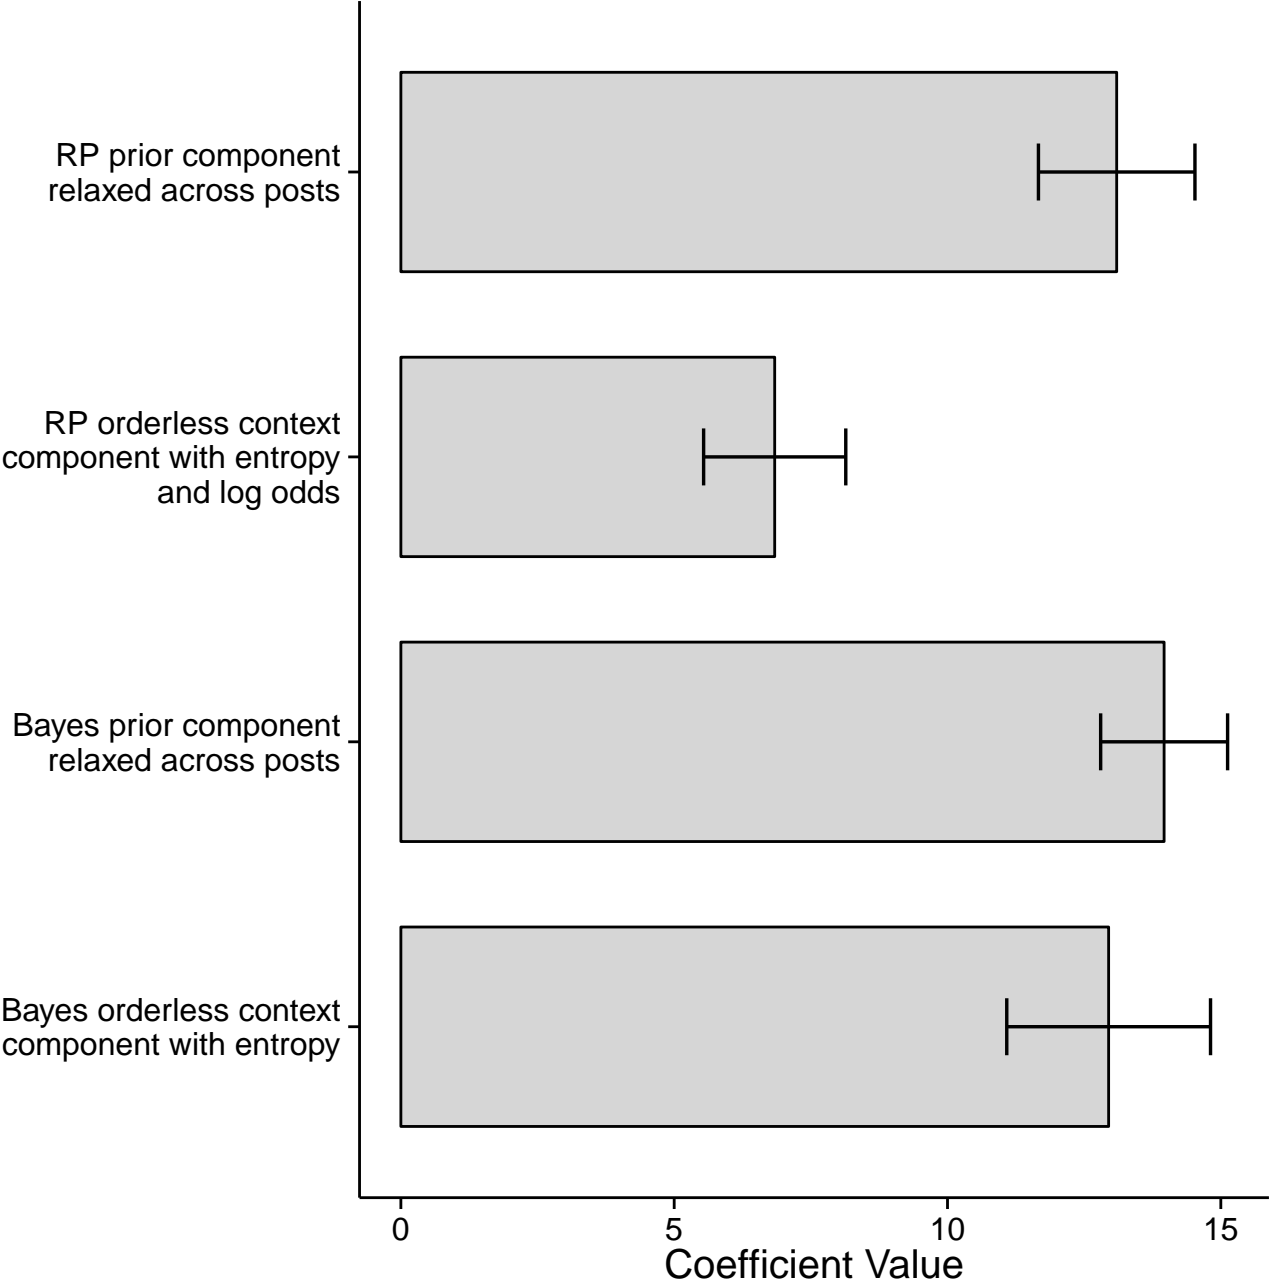 RP prior component
relaxed across posts
RP orderless context
component with entropy
and log odds
Bayes prior component
relaxed across posts
Bayes orderless context
component with entropy
0 5 10 15
Coefficient Value